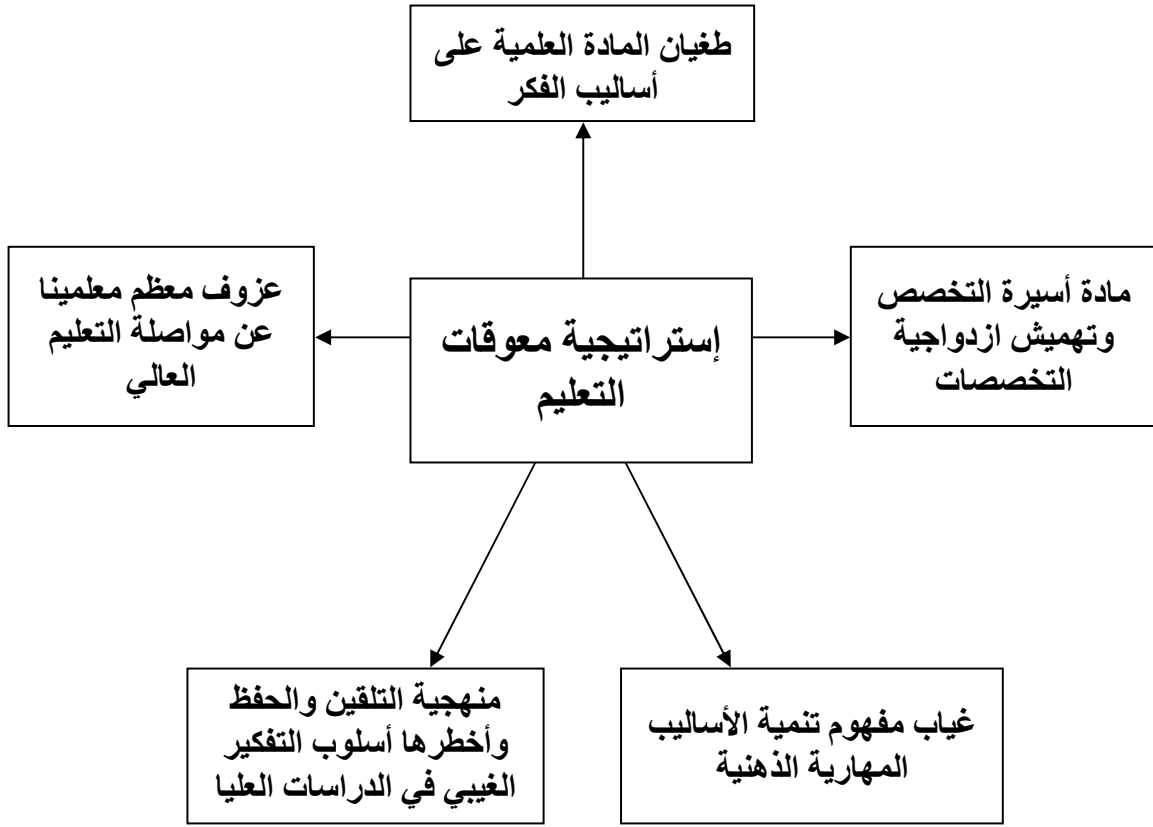 طغيان المادة العلمية على
أساليب الفكر
مادة أسيرة التخصص
وتهميش ازدواجية
التخصصات
إستراتيجية معوقات
التعليم
عزوف معظم معلمينا
عن مواصلة التعليم
العالي
غياب مفهوم تنمية الأساليب
المهارية الذهنية
منهجية التلقين والحفظ
وأخطرها أسلوب التفكير
الغيبي في الدراسات العليا